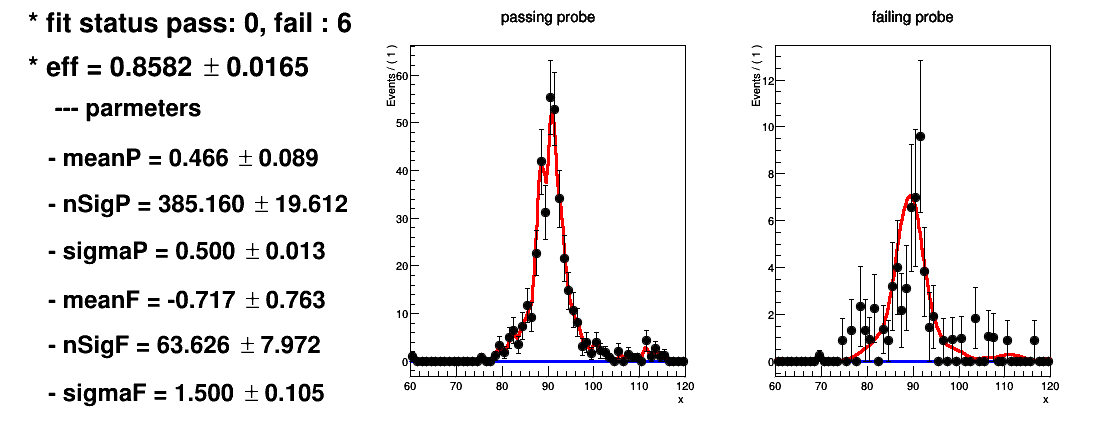 * fit status pass: 0, fail : 6
* eff = 0.8582 ± 0.0165
--- parmeters
- meanP = 0.466 ± 0.089
- nSigP = 385.160 ± 19.612
- sigmaP = 0.500 ± 0.013
- meanF = -0.717 ± 0.763
- nSigF = 63.626 ± 7.972
- sigmaF = 1.500 ± 0.105
passing probe
Events / ( 1 )
60
50
40
30
20
10
0
60 70 80 90 100 110 120
x
failing probe
Events / ( 1 )
12
10
8
6
4
2
0
60 70 80 90 100 110 120
x